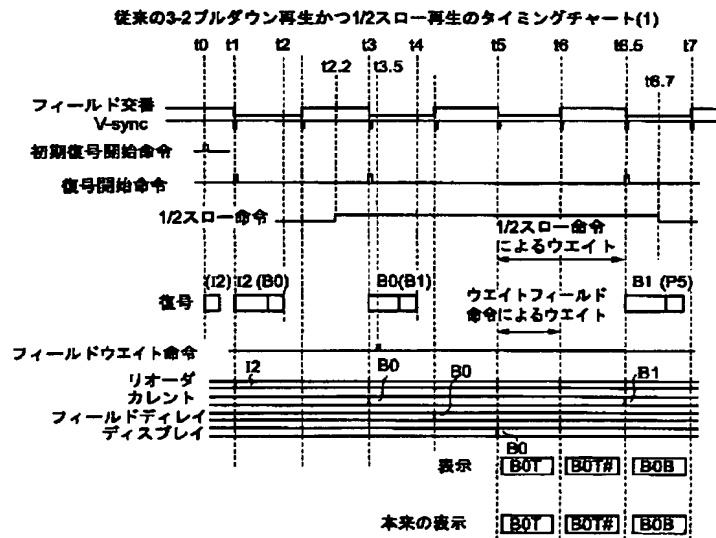 従来の3-2プルダウン再生かつ1/2スロー再生のタイミングチャート(1)
t0 t1 t2 t3 t4 t5 t6 t6.5 t7
t2.2 t3.5 t6.7
フィールド交番
V-sync
初期復号開始命令
復号開始命令
1/2スロー命令
1/2スロー命令
によるウエイト
(I2) I2 (B0) B0(B1) B1 (P5)
復号
ウエイトフィールド
命令によるウエイト
フィールドウエイト命令
リオーダ I2 B0 B0 B1
カレント
フィールドディレイ
ディスプレイ
B0
表示 B0T B0T# B0B
本来の表示 B0T B0T# B0B